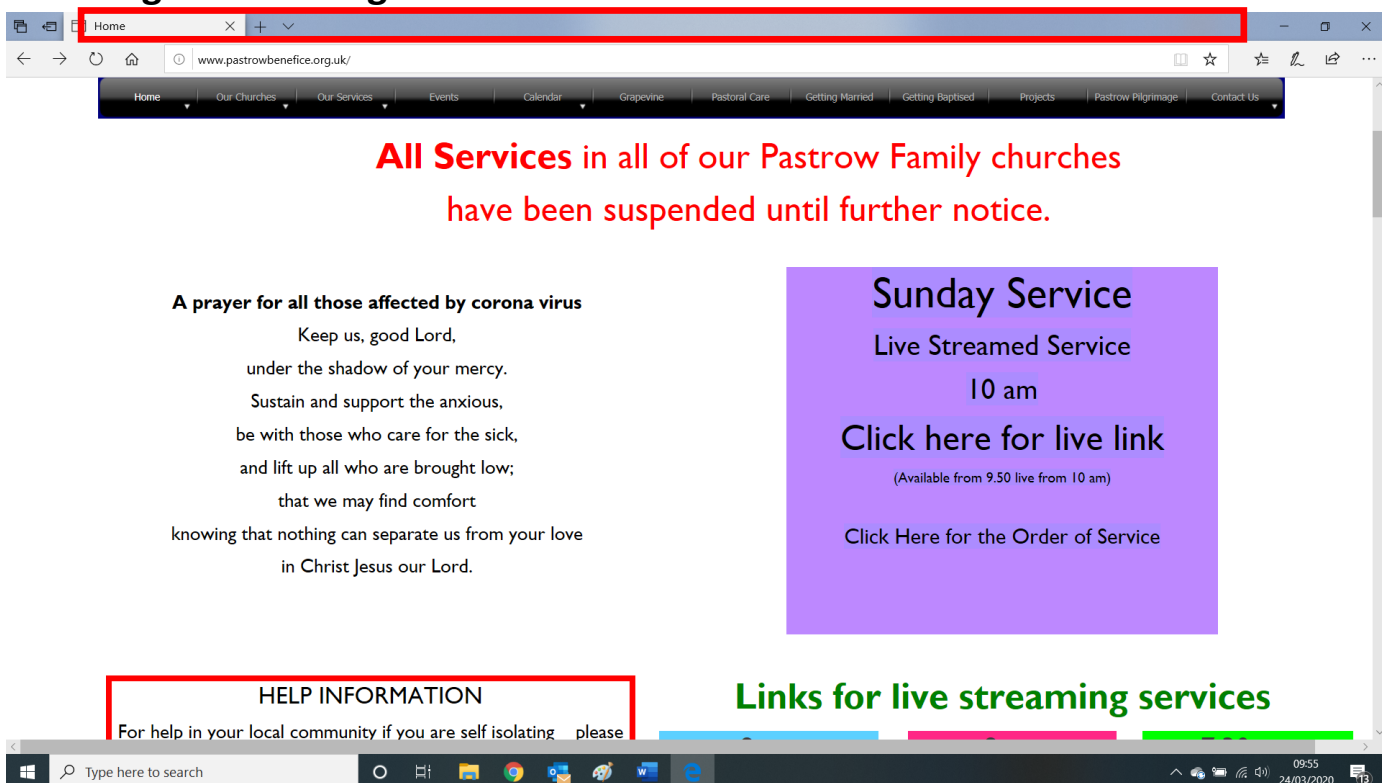 Home
www.pastrowbenefice.org.uk/
Home Our Churches Our Services Events Calendar Grapevine Pastoral Care Getting Married Getting Baptised Projects Pastrow Pilgrimage Contact Us
All Services in all of our Pastrow Family churches
have been suspended until further notice.
A prayer for all those affected by corona virus
Keep us, good Lord,
under the shadow of your mercy.
Sustain and support the anxious,
be with those who care for the sick,
and lift up all who are brought low;
that we may find comfort
knowing that nothing can separate us from your love
in Christ Jesus our Lord.
Sunday Service
Live Streamed Service
10 am
Click here for live link
(Available from 9.50 live from 10 am)
Click Here for the Order of Service
HELP INFORMATION
For help in your local community if you are self isolating please
Links for live streaming services
Type here to search
09:55
24/03/2020
13